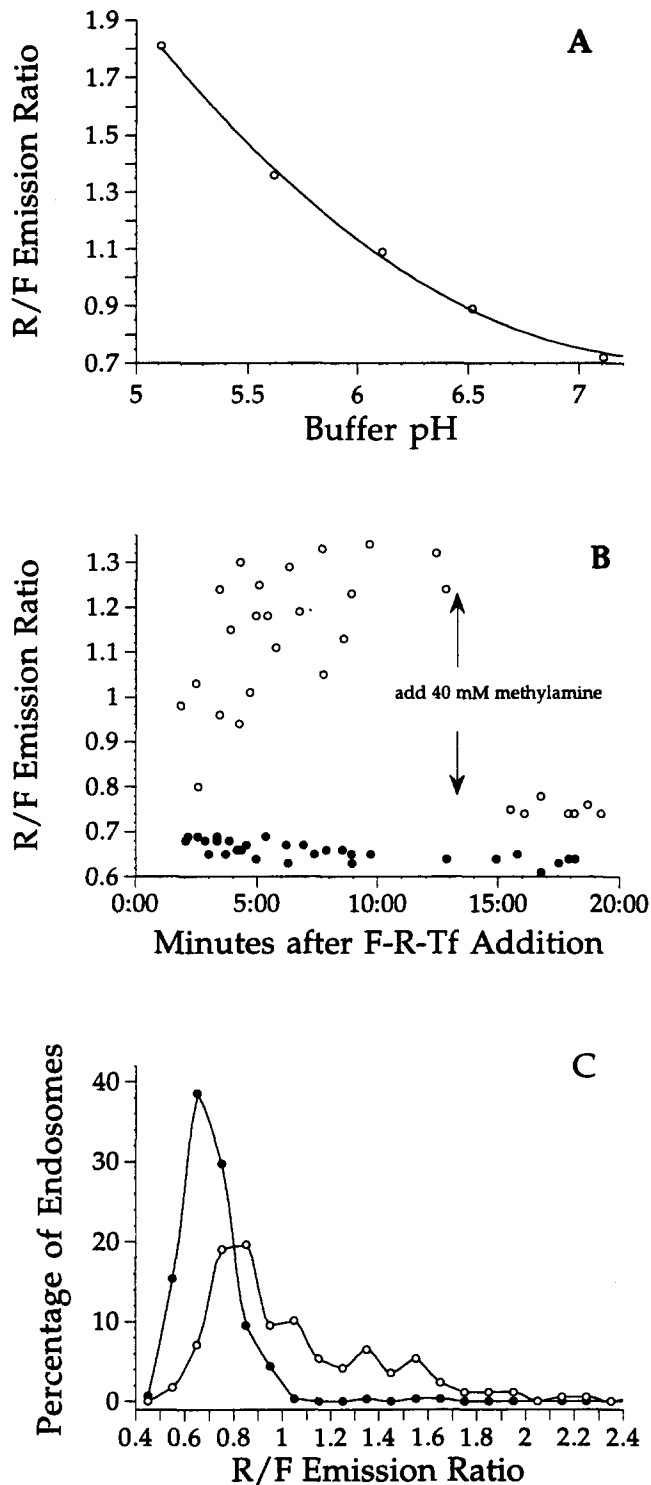 A
R/F Emission Ratio
1.9
1.7
1.5
1.3
1.1
0.9
0.7
5 5.5 6 6.5 7
Buffer pH
B
R/F Emission Ratio
1.3
1.2
1.1
1
0.9
0.8
0.7
0.6
add 40 mM methylamine
0:00 5:00 10:00 15:00 20:00
Minutes after F-R-Tf Addition
C
Percentage of Endosomes
40
30
20
10
0
0.4 0.6 0.8 1 1.2 1.4 1.6 1.8 2 2.2 2.4
R/F Emission Ratio